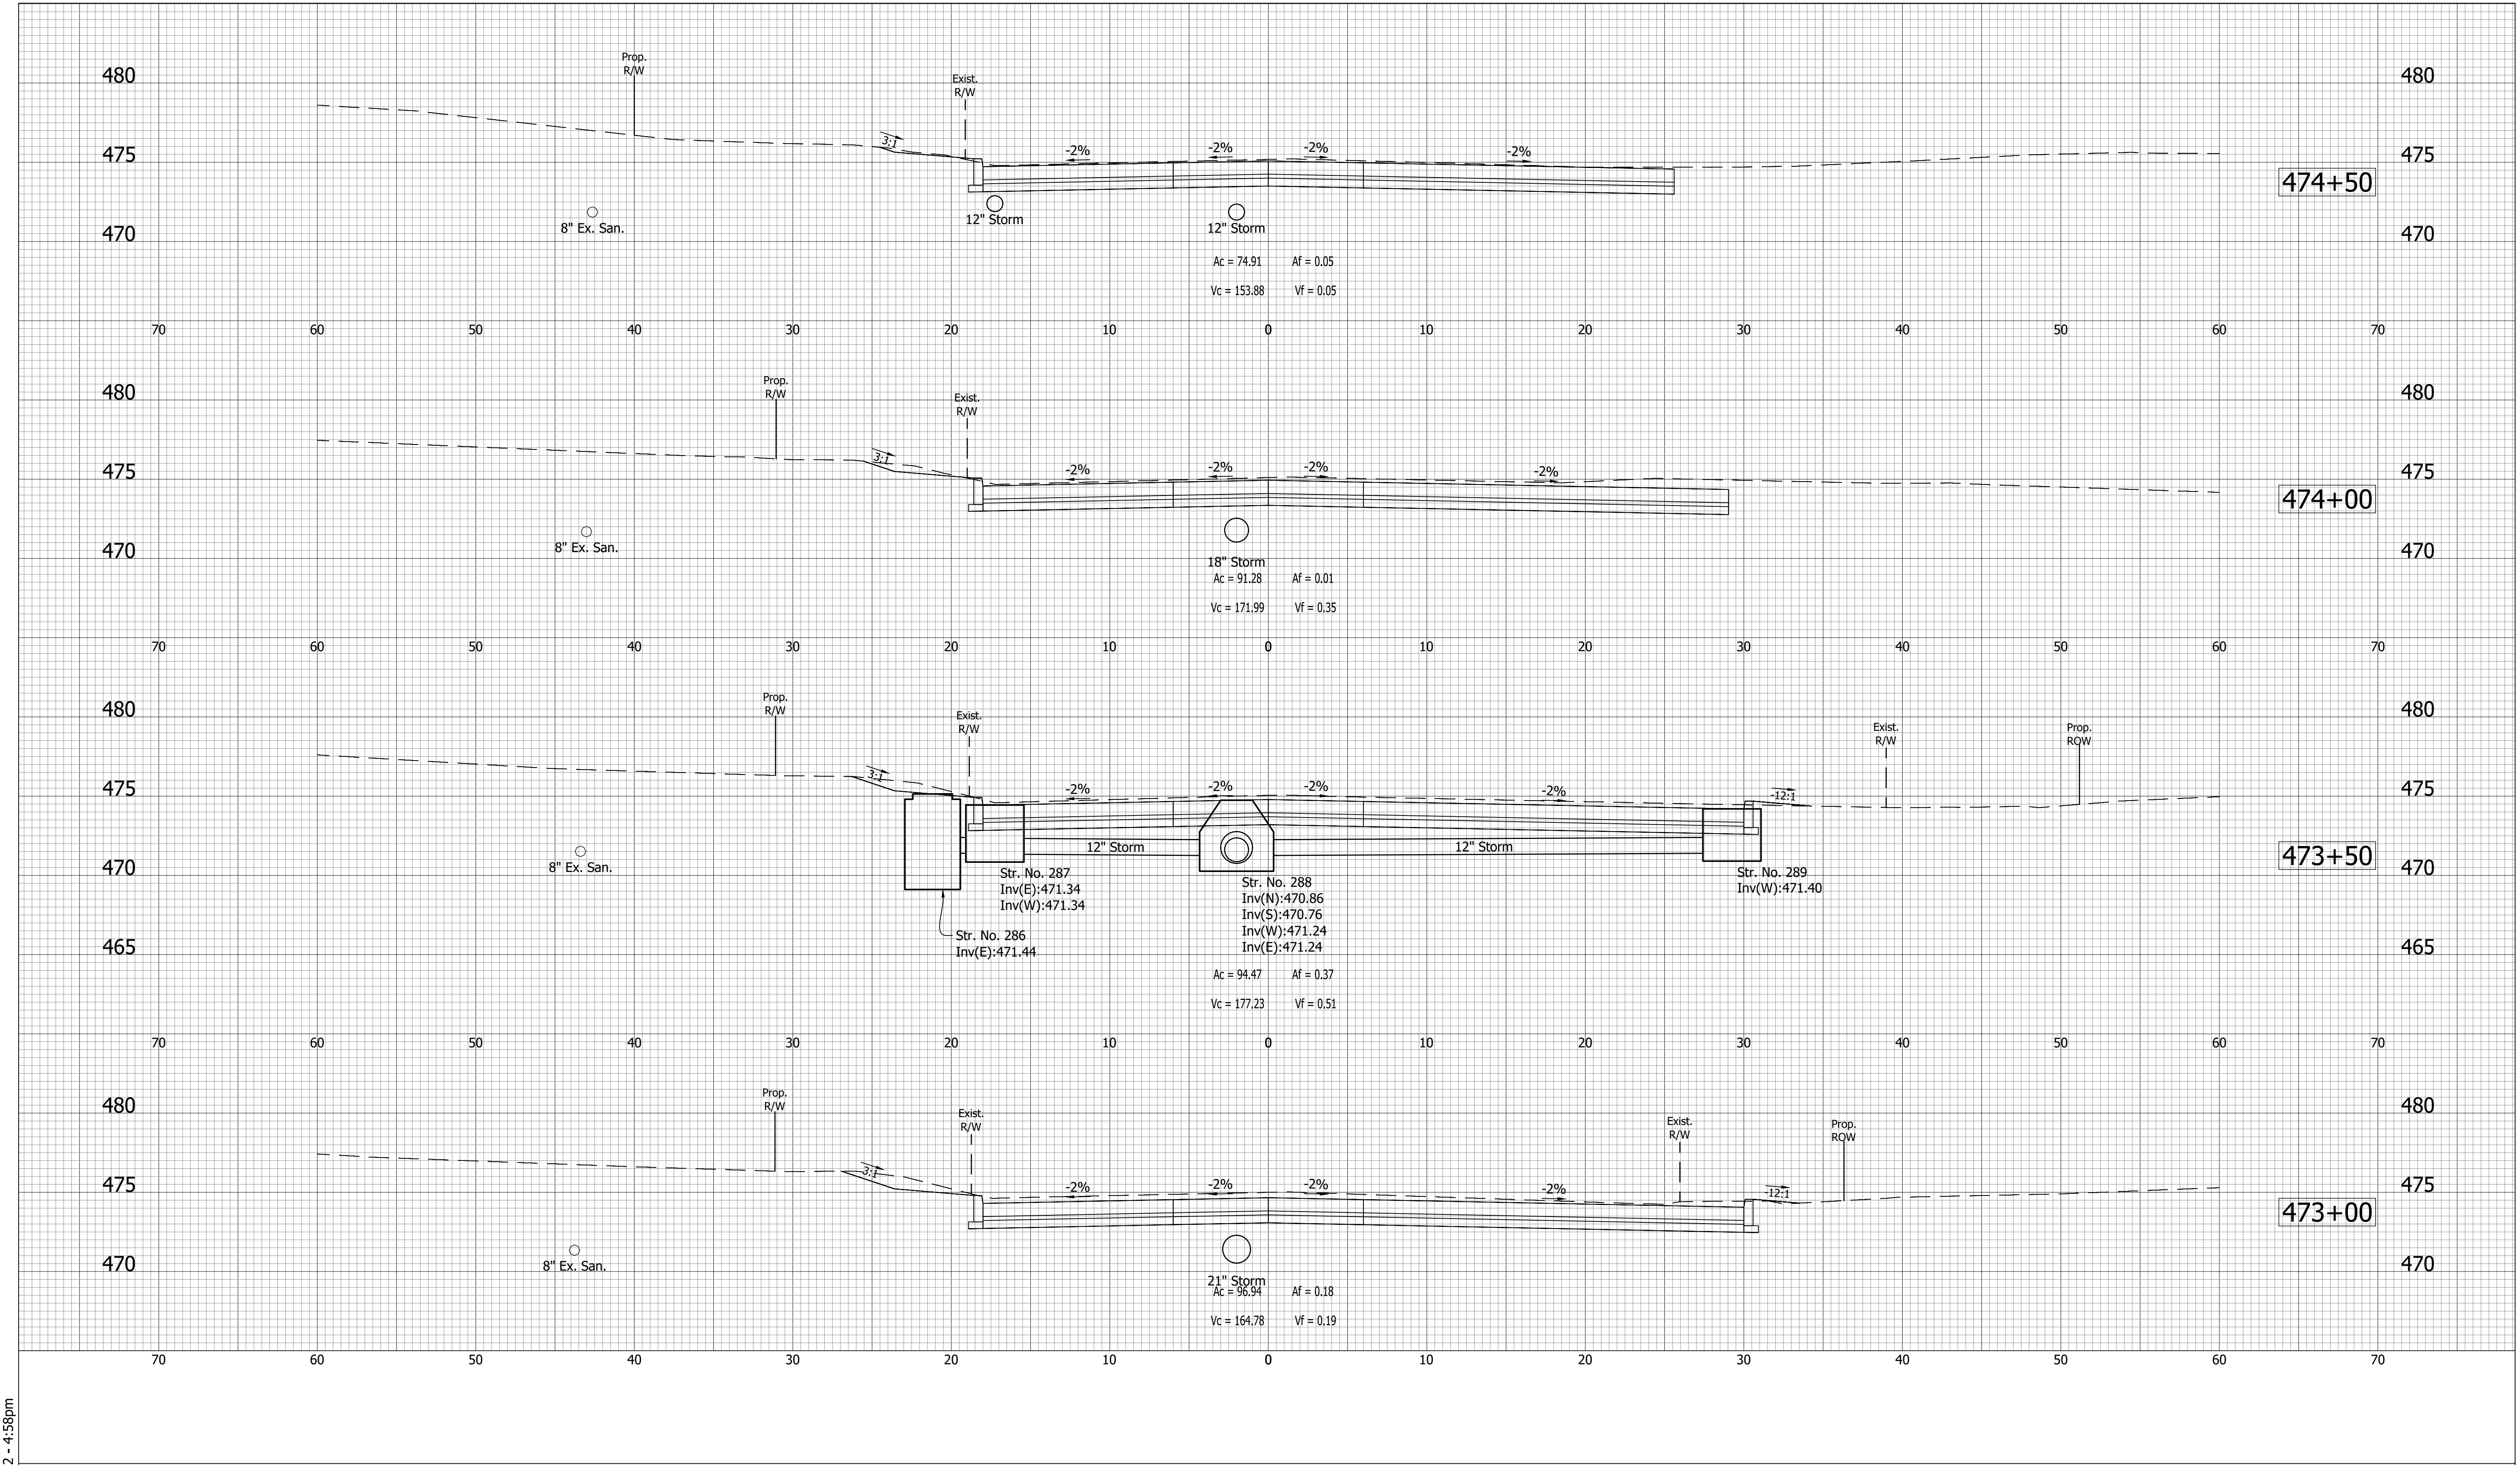 Prop.
R/W
Exist.
R/W
480
480
3:1
-2%
-2%
-2%
-2%
475
475
474+50
12" Storm
12" Storm
8" Ex. San.
470
470
Ac = 74.91 Af = 0.05
Vc = 153.88 Vf = 0.05
70 60 50 40 30 20 10 0 10 20 30 40 50 60 70
Prop.
R/W
Exist.
R/W
480
480
3:1
-2%
-2%
-2%
-2%
475
475
474+00
8" Ex. San.
470
470
18" Storm
Ac = 91.28 Af = 0.01
Vc = 171.99 Vf = 0.35
70 60 50 40 30 20 10 0 10 20 30 40 50 60 70
Prop.
R/W
Exist.
R/W
Exist.
R/W
Prop.
ROW
480
480
3:1
-2%
-2%
-2%
-2%
-12:1
475
475
12" Storm
12" Storm
473+50
8" Ex. San.
470
470
Str. No. 287
Inv(E):471.34
Inv(W):471.34
Str. No. 288
Inv(N):470.86
Inv(S):470.76
Inv(W):471.24
Inv(E):471.24
Str. No. 289
Inv(W):471.40
Str. No. 286
Inv(E):471.44
465
465
Ac = 94.47 Af = 0.37
Vc = 177.23 Vf = 0.51
70 60 50 40 30 20 10 0 10 20 30 40 50 60 70
Prop.
R/W
Exist.
R/W
Exist.
R/W
Prop.
ROW
480
480
3:1
-2%
-2%
-2%
-2%
-12:1
475
475
473+00
8" Ex. San.
470
470
21" Storm
Ac = 96.94 Af = 0.18
Vc = 164.78 Vf = 0.19
70 60 50 40 30 20 10 0 10 20 30 40 50 60 70
2 - 4:58pm